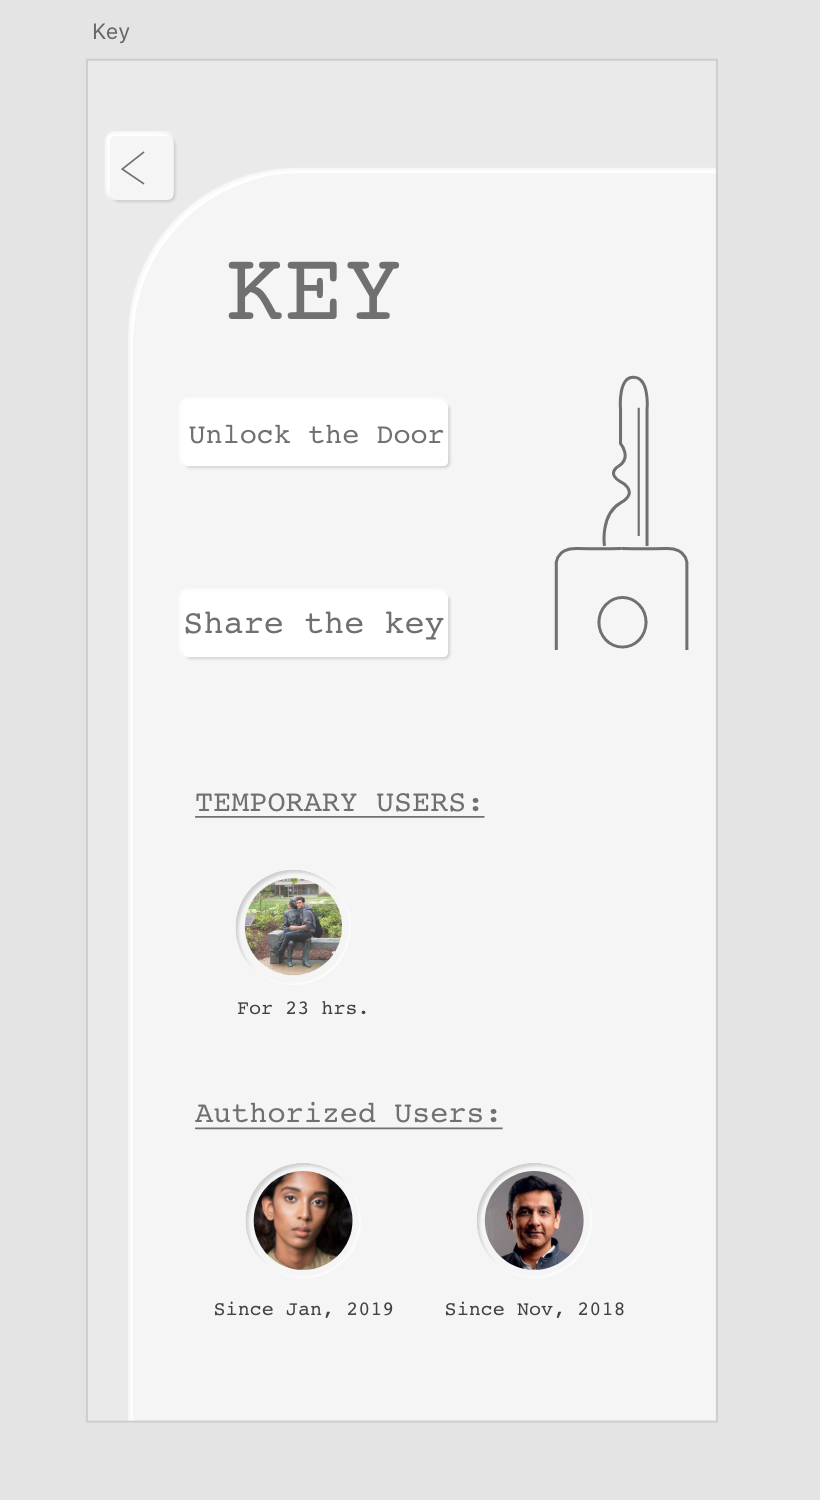 Key
KEY
Unlock the Door
Share the key
TEMPORARY USERS:
For 23 hrs.
Authorized Users:
Since Jan, 2019
Since Nov, 2018